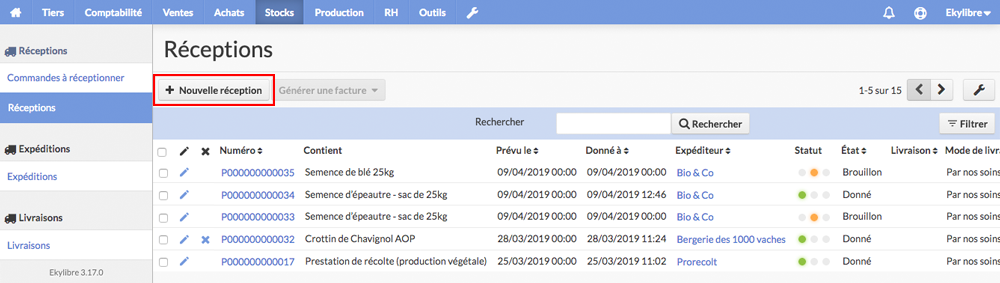 Tiers Comptabilité Ventes Achats Stocks Production RH Outils Ekylibre
Réceptions
Commandes à réceptionner
Réceptions
Expéditions
Expéditions
Livraisons
Livraisons
Ekylibre 3.17.0
Réceptions
Nouvelle réception Générer une facture 1-5 sur 15
Rechercher Rechercher Filtrer
Numéro Contient Prévu le Donné à Expéditeur Statut État Livraison Mode de livra
P000000000035 Semence de blé 25kg 09/04/2019 00:00 09/04/2019 00:00 Bio & Co Brouillon Par nos soins
P000000000034 Semence d'épeautre - sac de 25kg 09/04/2019 00:00 09/04/2019 12:46 Bio & Co Donné Par nos soins
P000000000033 Semence d'épeautre - sac de 25kg 09/04/2019 00:00 09/04/2019 00:00 Bio & Co Brouillon Par nos soins
P000000000032 Crottin de Chavignol AOP 28/03/2019 00:00 28/03/2019 11:24 Bergerie des 1000 vaches Donné Par nos soins
P000000000017 Prestation de récolte (production végétale) 25/03/2019 00:00 25/03/2019 11:02 Prorecolt Donné Par nos soins